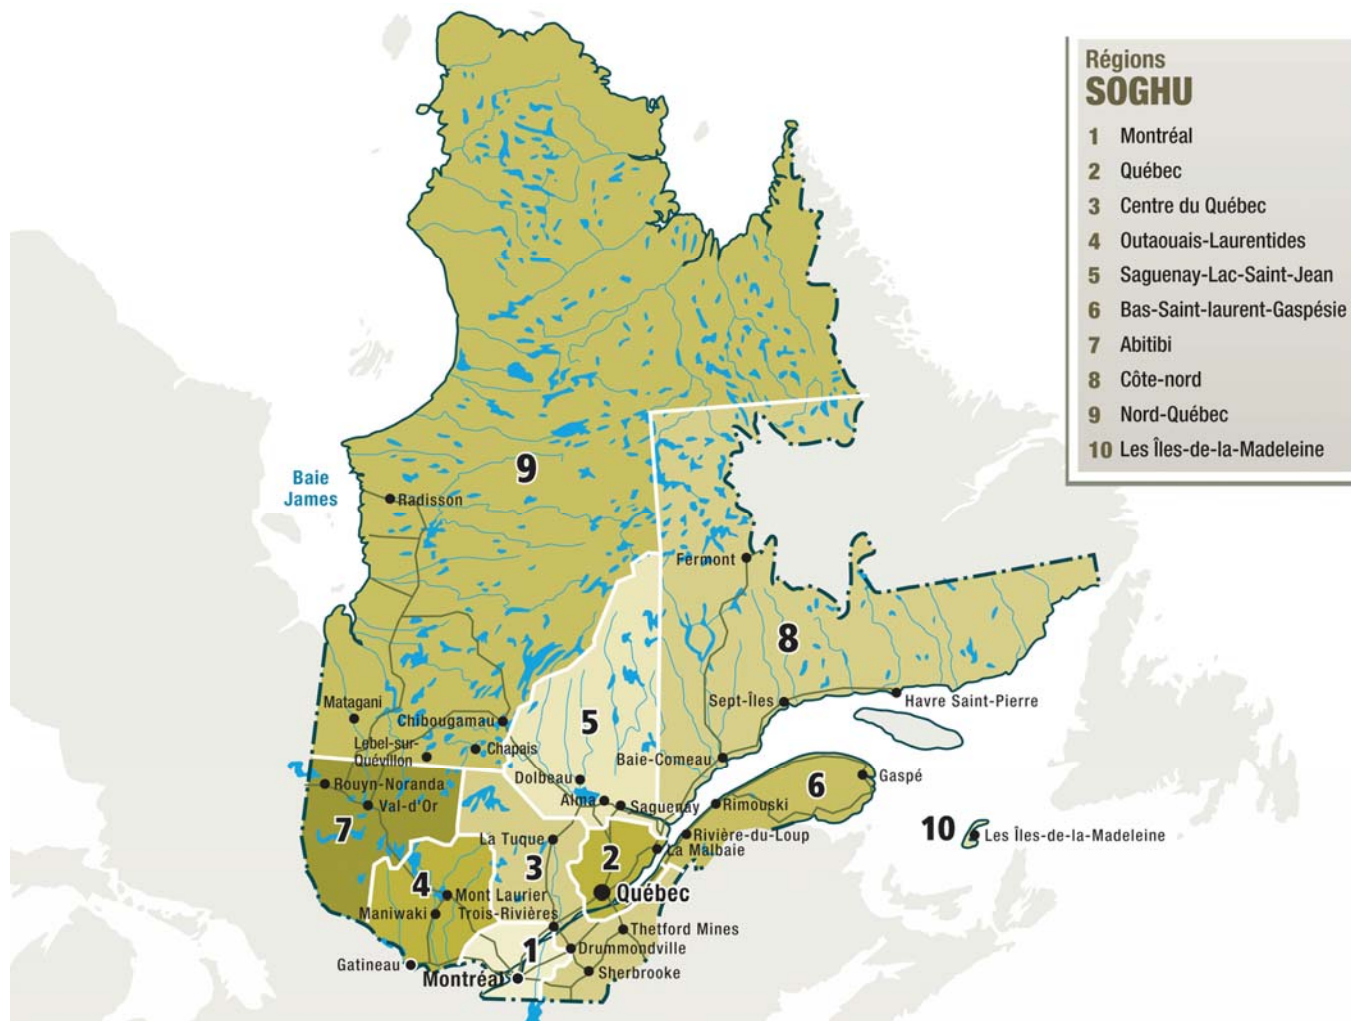 Régions
SOGHU
1 Montréal
2 Québec
3 Centre du Québec
4 Outaouais-Laurentides
5 Saguenay-Lac-Saint-Jean
6 Bas-Saint-laurent-Gaspésie
7 Abitibi
8 Côte-nord
9 Nord-Québec
10 Les Îles-de-la-Madeleine
Baie
James
9
Radisson
Fermont
8
Matagani
Chibougamau
5
Sept-Îles
Havre Saint-Pierre
Lebel-sur-
Quévillon
Chapais
Baie-Comeau
Dolbeau
6
Gaspé
Rouyn-Noranda
Val-d'Or
Alma
Saguenay
Rimouski
7
La Tuque
Rivière-du-Loup
10
Les Îles-de-la-Madeleine
La Malbaie
3
2
4
Mont Laurier
Québec
Maniwaki
Trois-Rivières
Thetford Mines
1
Drummondville
Gatineau
Montréal
Sherbrooke